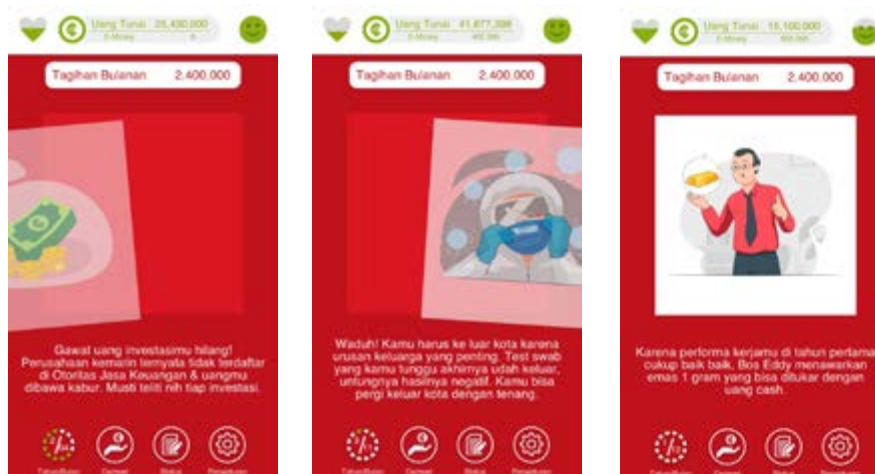 Uang Tunai 25,430,000
E-Money
Tagihan Bulanan 2.400.000
Gawat uang investasimu hilang!
Perusahaan kemarin ternyata tidak terdaftar
di Otoritas Jasa Keuangan & uangmu
dibawa kabur. Musti teliti nih tiap investasi.
Uang Tunai 41,877,398
E-Money
Tagihan Bulanan 2.400.000
Waduh! Kamu harus ke luar kota karena
urusan keluarga yang penting. Test swab
yang kamu tunggu akhirnya udah keluar,
untungnya hasilnya negatif. Kamu bisa
pergi keluar kota dengan tenang.
Uang Tunai 15,100,000
E-Money
Tagihan Bulanan 2.400.000
Karena performa kerjamu di tahun pertama
cukup baik baik, Bos Eddy menawarkan
emas 1 gram yang bisa ditukar dengan
uang cash.